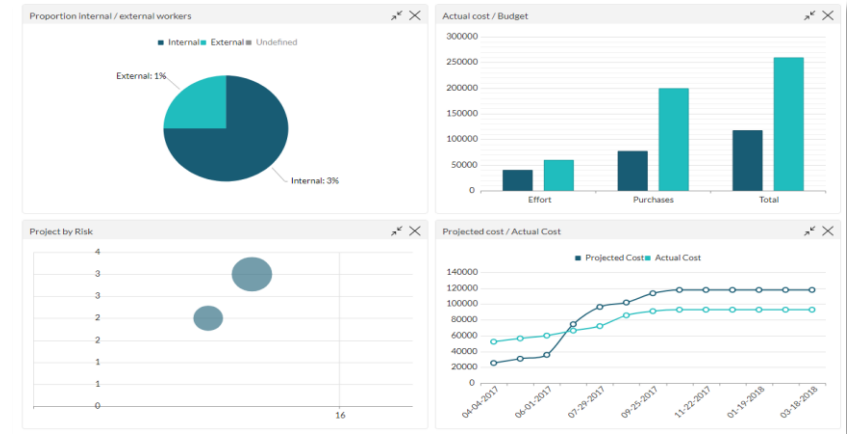 Proportion internal / external workers
Internal External Undefined
External: 1%
Internal: 3%
Actual cost / Budget
300000
250000
200000
150000
100000
50000
0
Effort Purchases Total
Project by Risk
4
3
3
2
2
1
1
0
16
Projected cost / Actual Cost
Projected Cost Actual Cost
140000
120000
100000
80000
60000
40000
20000
0
04-04-2017 06-01-2017 07-29-2017 09-25-2017 11-22-2017 01-19-2018 03-18-2018